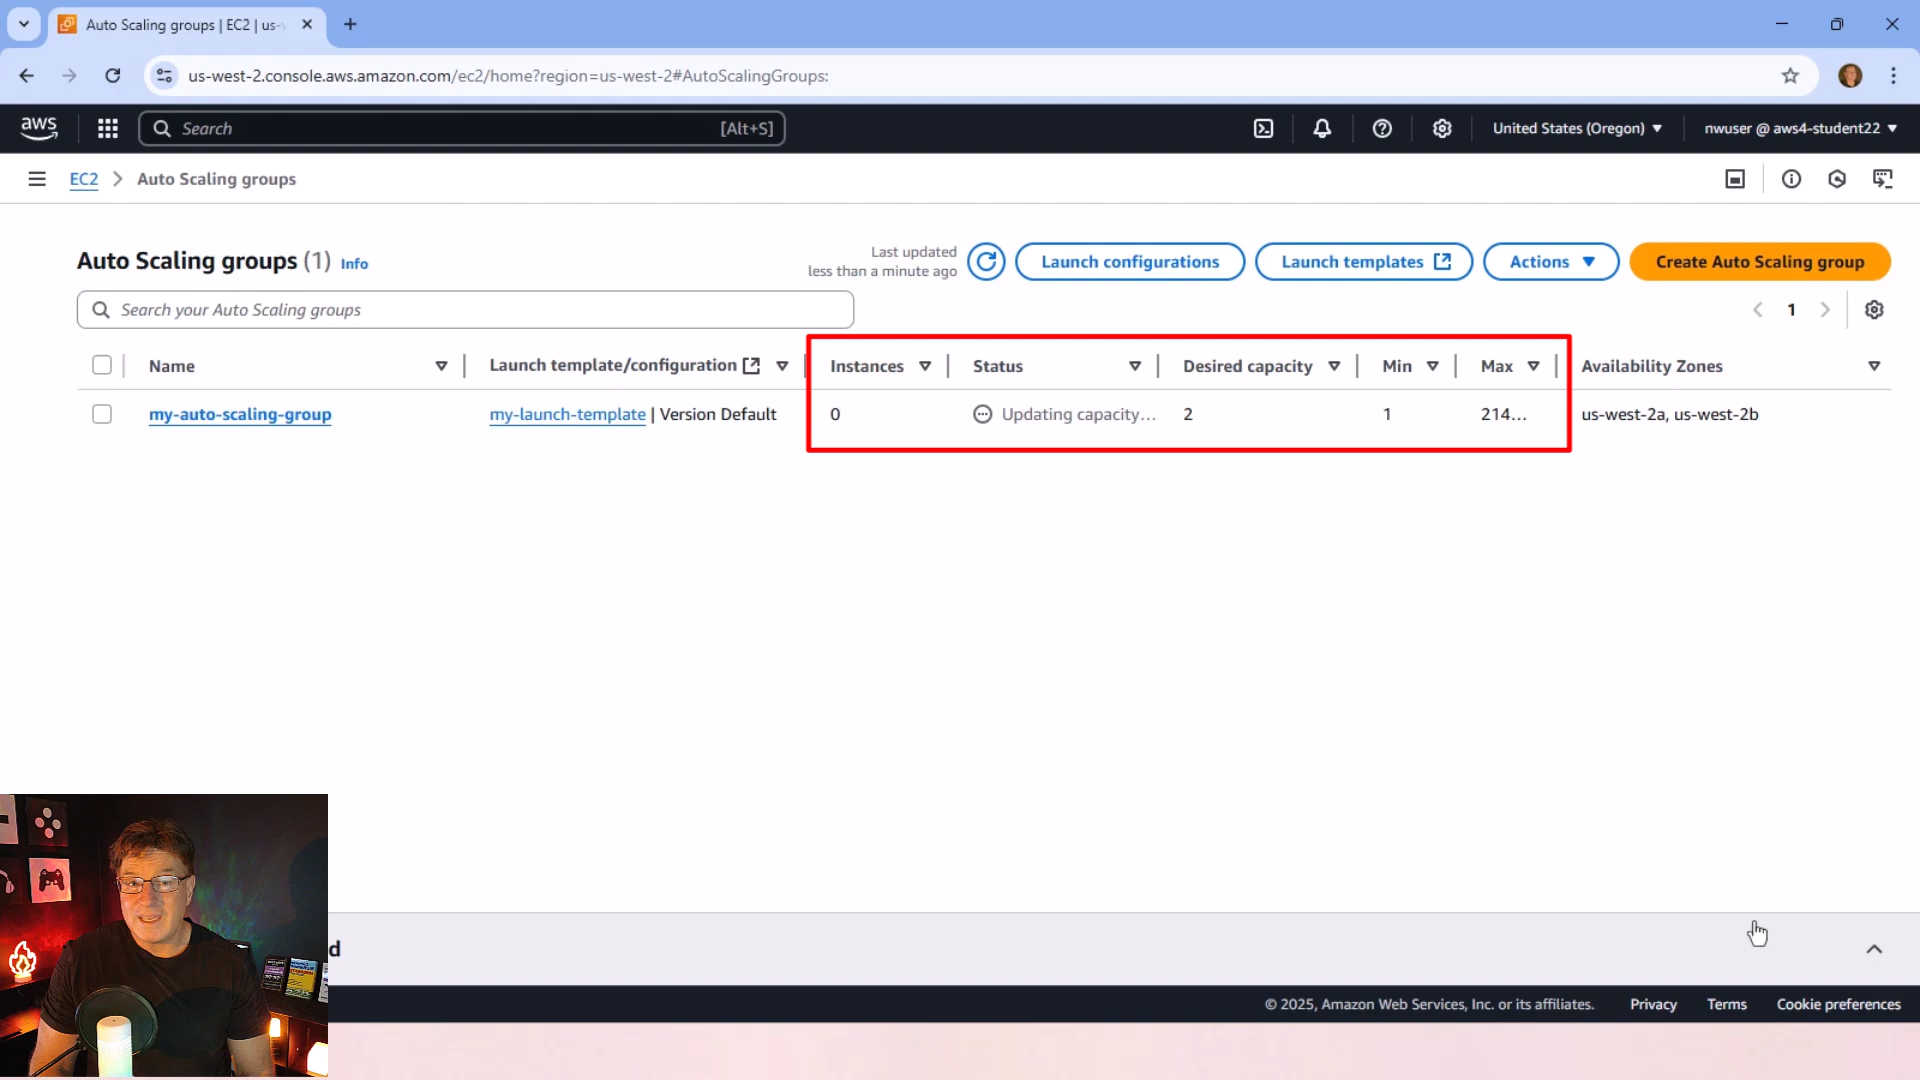 Auto Scaling groups | EC2 | us-
us-west-2.console.aws.amazon.com/ec2/home?region=us-west-2#AutoScalingGroups:
aws Search [Alt+S] United States (Oregon) nwuser @ aws4-student22
EC2 Auto Scaling groups
Auto Scaling groups (1) Info
Last updated
less than a minute ago
Launch configurations Launch templates Actions Create Auto Scaling group
Search your Auto Scaling groups
1
Name Launch template/configuration Instances Status Desired capacity Min Max Availability Zones
my-auto-scaling-group my-launch-template | Version Default 0 Updating capacity... 2 1 214... us-west-2a, us-west-2b
d
© 2025, Amazon Web Services, Inc. or its affiliates. Privacy Terms Cookie preferences